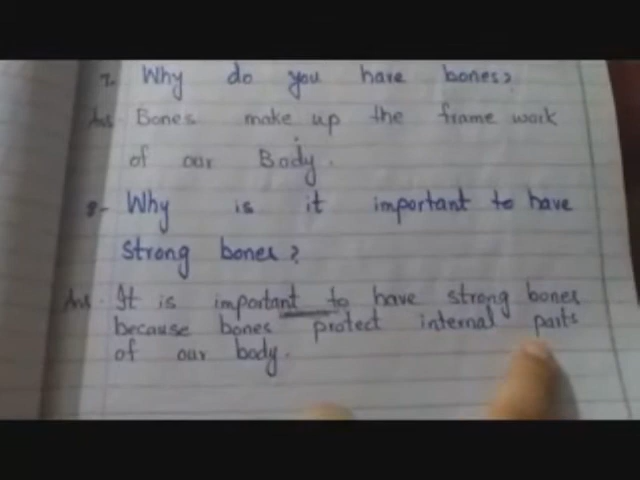 7. Why do you have bones?
Ans Bones make up the frame work
of our Body.
8- Why is it important to have
strong bones?
Ans. It is important to have strong bones
because bones protect internal parts
of our body.